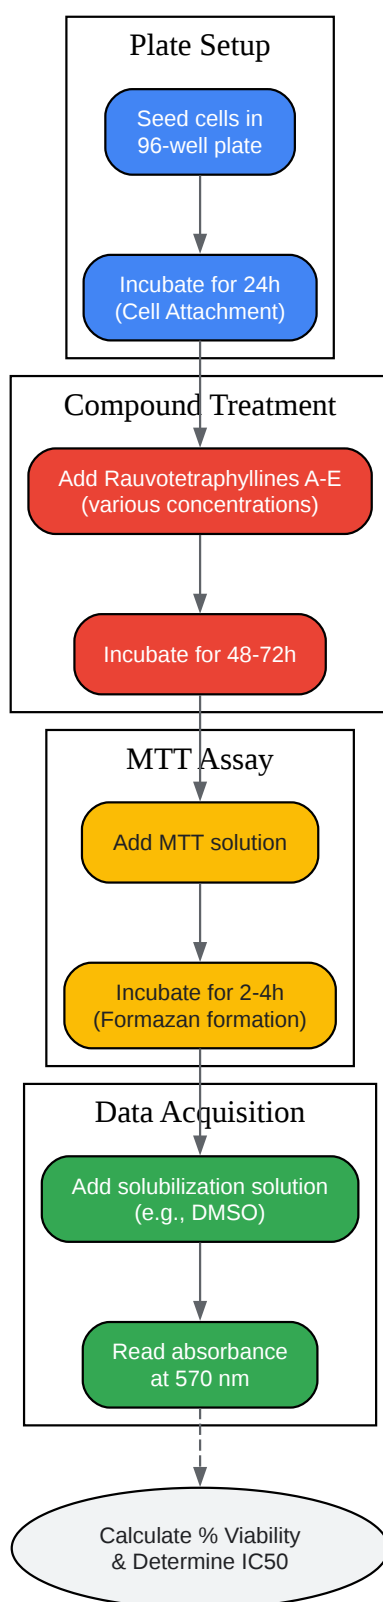 Plate Setup
Seed cells in
96-well plate
Incubate for 24h
(Cell Attachment)
Compound Treatment
Add Rauvotetraphyllines A-E
(various concentrations)
Incubate for 48-72h
MTT Assay
Add MTT solution
Incubate for 2-4h
(Formazan formation)
Data Acquisition
Add solubilization solution
(e.g., DMSO)
Read absorbance
at 570 nm
Calculate % Viability
& Determine IC50